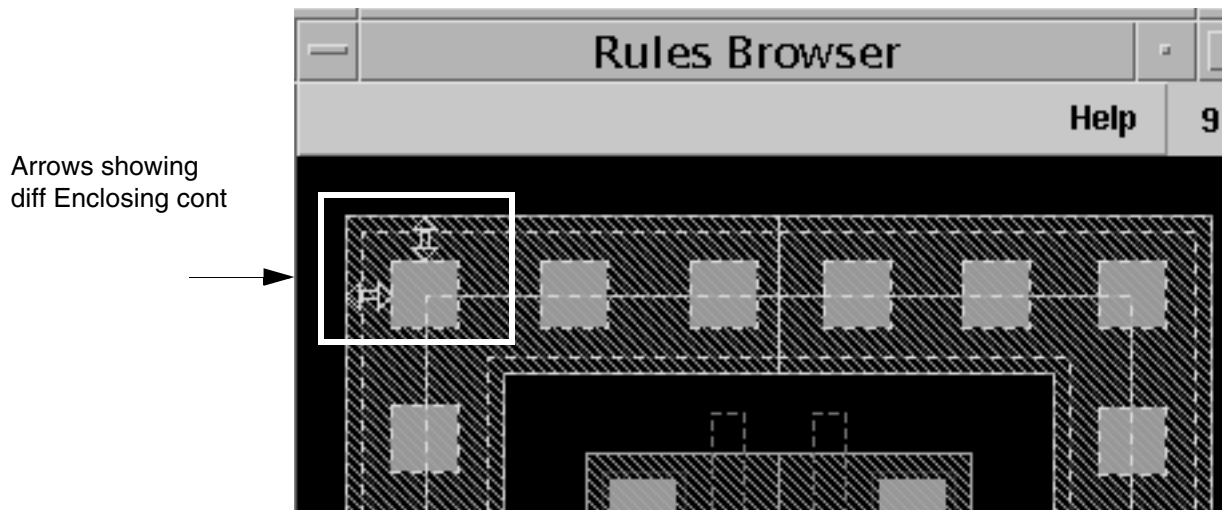 Rules Browser
Help 9
Arrows showing
diff Enclosing cont